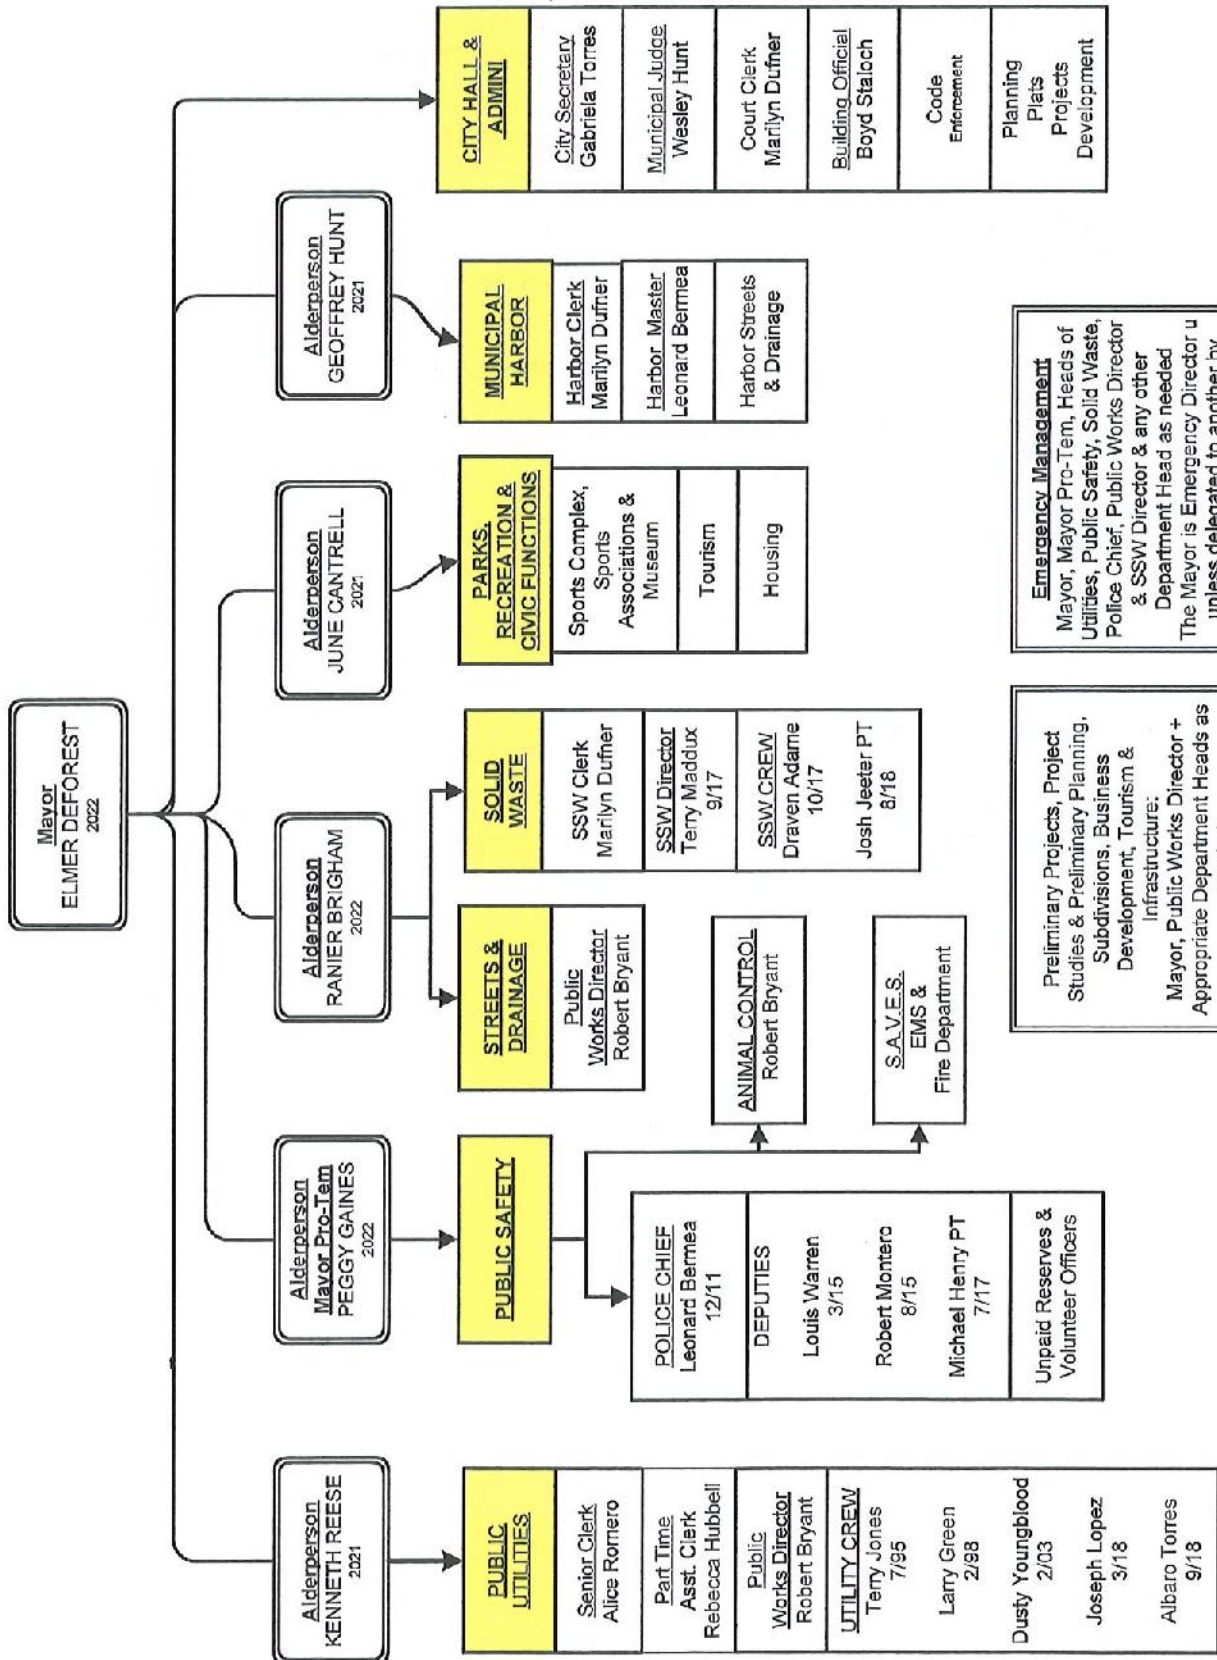 Mayor
ELMER DEFOREST
2022
Alderperson
KENNETH REESE
2021
Alderperson
Mayor Pro-Tem
PEGGY GAINES
2022
Alderperson
RANIER BRIGHAM
2022
Alderperson
JUNE CANTRELL
2021
Alderperson
GEOFFREY HUNT
2021
PUBLIC
UTILITIES
Senior Clerk
Alice Romero
Part Time
Asst. Clerk
Rebecca Hubbell
Public
Works Director
Robert Bryant
UTILITY CREW
Terry Jones
7/95
Larry Green
2/98
Dusty Youngblood
2/03
Joseph Lopez
3/18
Albaro Torres
9/18
PUBLIC SAFETY
POLICE CHIEF
Leonard Bermea
12/11
DEPUTIES
Louis Warren
3/15
Robert Montero
8/15
Michael Henry PT
7/17
Unpaid Reserves &
Volunteer Officers
ANIMAL CONTROL
Robert Bryant
S.A.V.E.S.
EMS &
Fire Department
STREETS &
DRAINAGE
Public
Works Director
Robert Bryant
SOLID
WASTE
SSW Clerk
Marilyn Dufner
SSW Director
Terry Maddux
9/17
SSW CREW
Draven Adame
10/17
Josh Jeeter PT
8/18
PARKS,
RECREATION &
CIVIC FUNCTIONS
Sports Complex,
Sports
Associations &
Museum
Tourism
Housing
MUNICIPAL
HARBOR
Harbor Clerk
Marilyn Dufner
Harbor Master
Leonard Bermea
Harbor Streets
& Drainage
CITY HALL &
ADMINI
City Secretary
Gabriela Torres
Municipal Judge
Wesley Hunt
Court Clerk
Marilyn Dufner
Building Official
Boyd Staloch
Code
Enforcement
Planning
Plats
Projects
Development
Preliminary Projects, Project
Studies & Preliminary Planning,
Subdivisions, Business
Development, Tourism &
Infrastructure:
Mayor, Public Works Director +
Appropriate Department Heads as
Emergency Management
Mayor, Mayor Pro-Tem, Heads of
Utilities, Public Safety, Solid Waste,
Police Chief, Public Works Director
& SSW Director & any other
Department Head as needed
The Mayor is Emergency Director u
unless delegated to another by